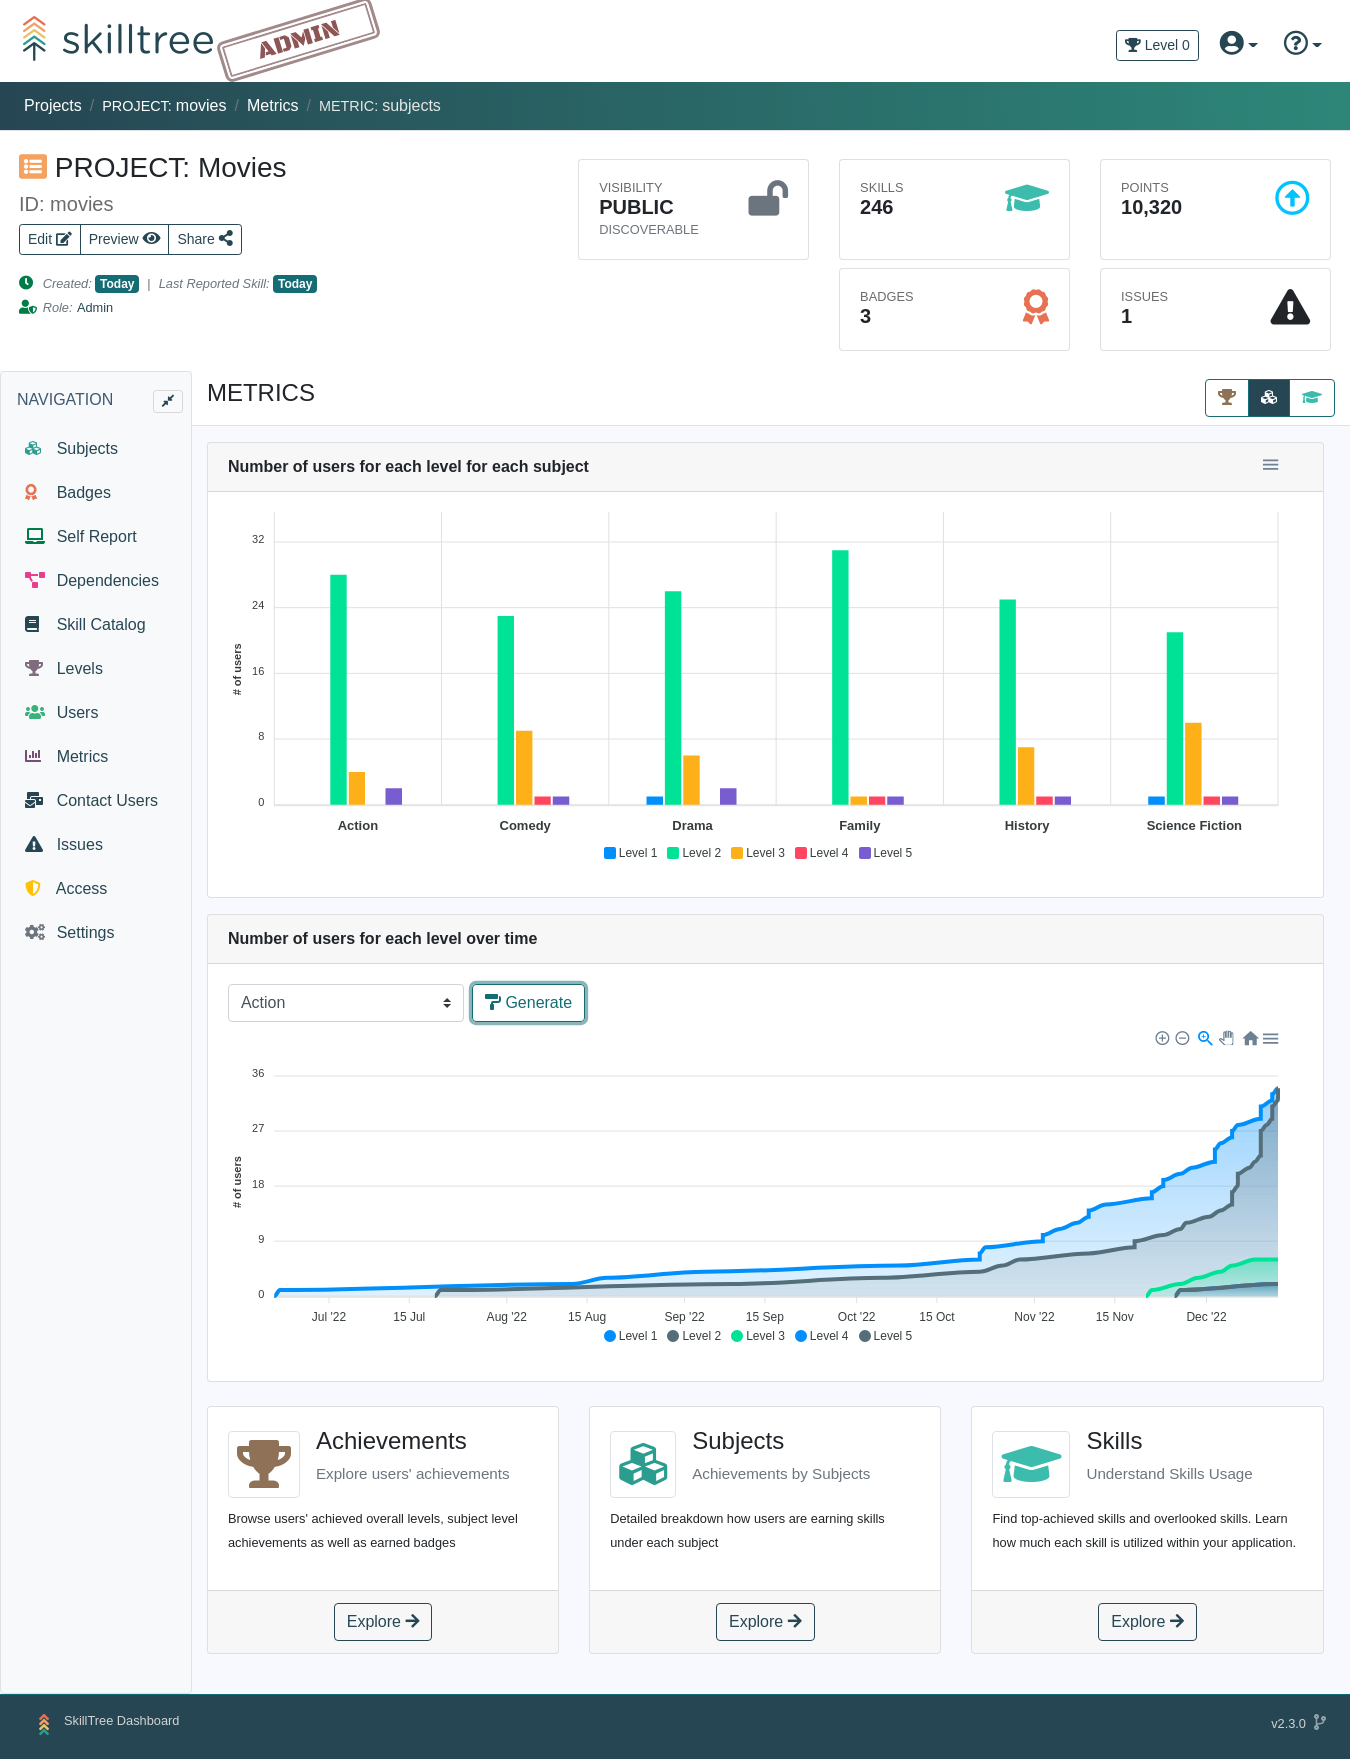 skilltree ADMIN
Level 0
Projects / PROJECT: movies / Metrics / METRIC: subjects
PROJECT: Movies
ID: movies
Edit Preview Share
Created: Today | Last Reported Skill: Today
Role: Admin
VISIBILITY
PUBLIC
DISCOVERABLE
SKILLS
246
POINTS
10,320
BADGES
3
ISSUES
1
NAVIGATION
Subjects
Badges
Self Report
Dependencies
Skill Catalog
Levels
Users
Metrics
Contact Users
Issues
Access
Settings
METRICS
Number of users for each level for each subject
# of users
32
24
16
8
0
Action Comedy Drama Family History Science Fiction
Level 1 Level 2 Level 3 Level 4 Level 5
Number of users for each level over time
Action Generate
# of users
36
27
18
9
0
Jul '22 15 Jul Aug '22 15 Aug Sep '22 15 Sep Oct '22 15 Oct Nov '22 15 Nov Dec '22
Level 1 Level 2 Level 3 Level 4 Level 5
Achievements
Explore users' achievements
Browse users' achieved overall levels, subject level
achievements as well as earned badges
Explore
Subjects
Achievements by Subjects
Detailed breakdown how users are earning skills
under each subject
Explore
Skills
Understand Skills Usage
Find top-achieved skills and overlooked skills. Learn
how much each skill is utilized within your application.
Explore
SkillTree Dashboard
v2.3.0